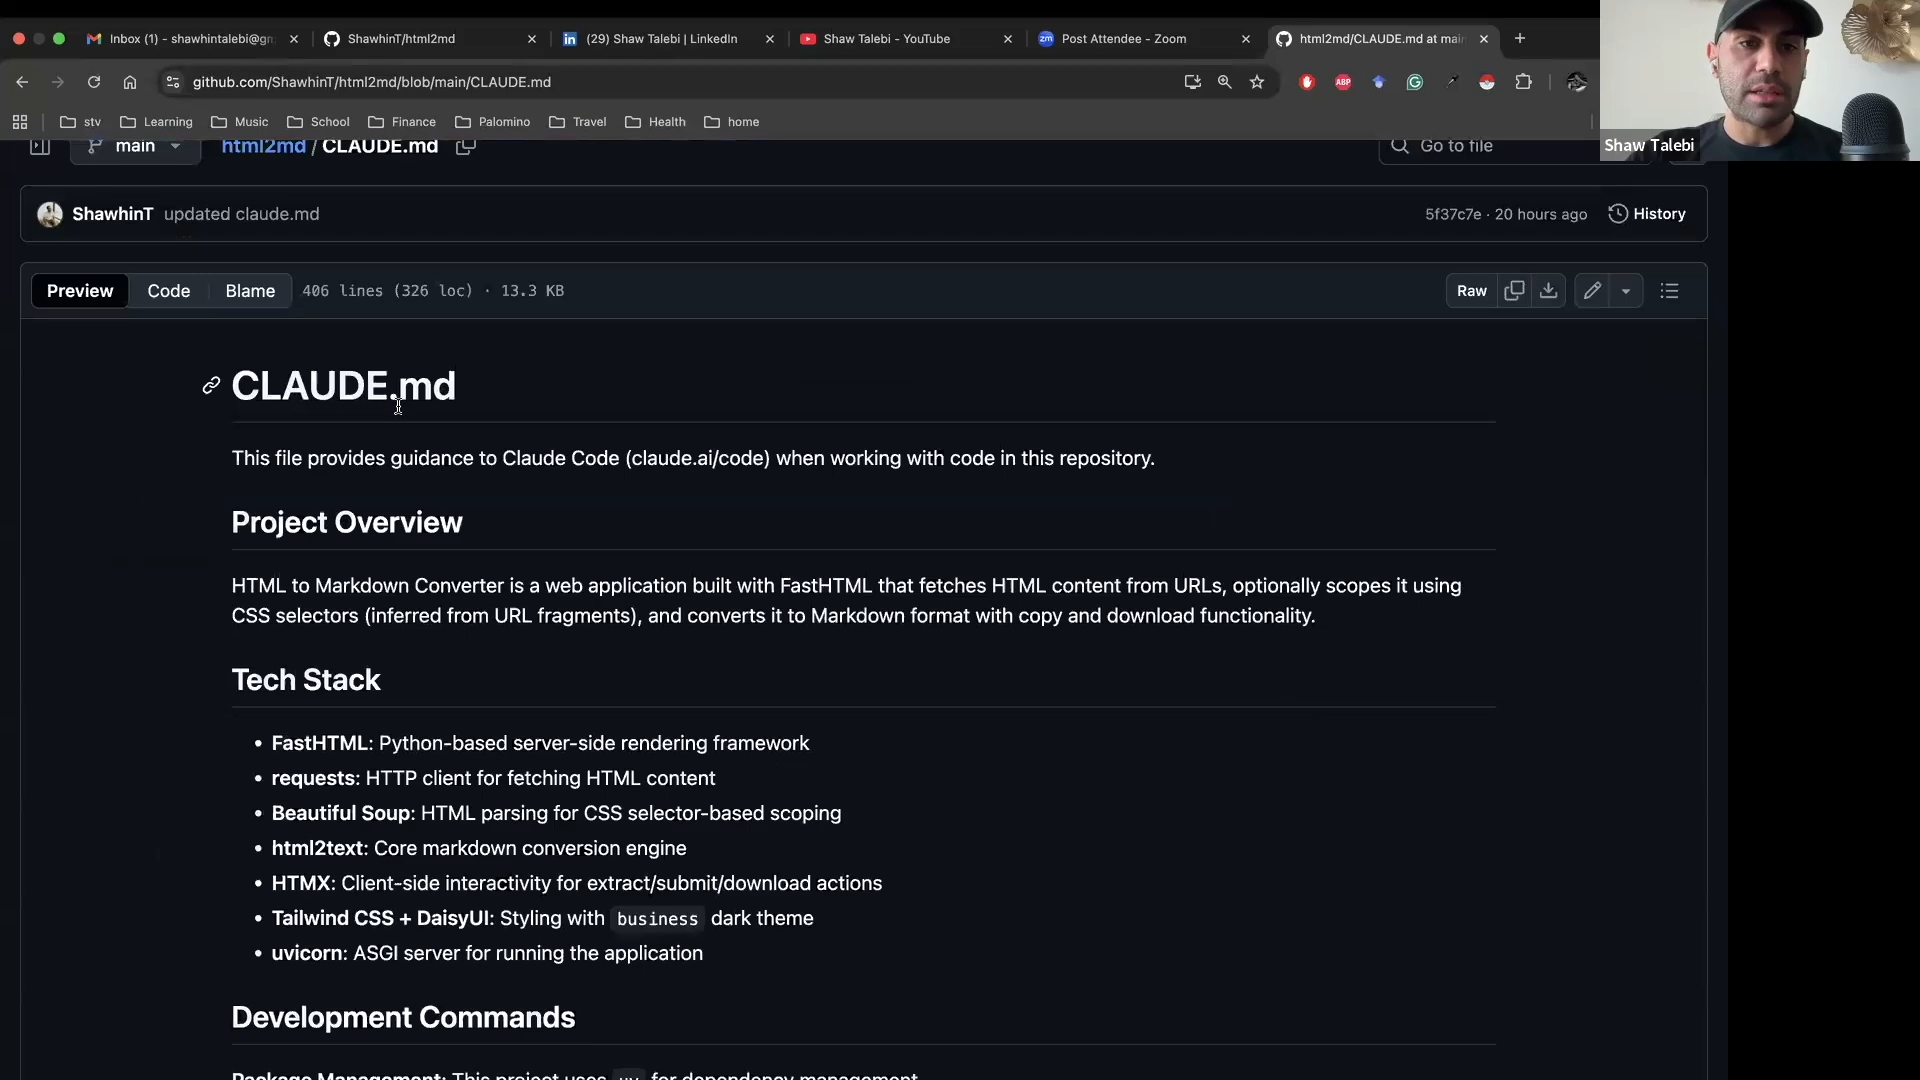 Inbox (1) - shawhintalebi@gm
ShawhinT/html2md
(29) Shaw Talebi | LinkedIn
Shaw Talebi - YouTube
Post Attendee - Zoom
html2md/CLAUDE.md at main
github.com/ShawhinT/html2md/blob/main/CLAUDE.md
stv
Learning
Music
School
Finance
Palomino
Travel
Health
home
Shaw Talebi
main
html2md / CLAUDE.md
Go to file
ShawhinT updated claude.md
5f37c7e · 20 hours ago
History
Preview
Code
Blame
406 lines (326 loc) · 13.3 KB
Raw
CLAUDE.md
This file provides guidance to Claude Code (claude.ai/code) when working with code in this repository.
Project Overview
HTML to Markdown Converter is a web application built with FastHTML that fetches HTML content from URLs, optionally scopes it using
CSS selectors (inferred from URL fragments), and converts it to Markdown format with copy and download functionality.
Tech Stack
• FastHTML: Python-based server-side rendering framework
• requests: HTTP client for fetching HTML content
• Beautiful Soup: HTML parsing for CSS selector-based scoping
• html2text: Core markdown conversion engine
• HTMX: Client-side interactivity for extract/submit/download actions
• Tailwind CSS + DaisyUI: Styling with business dark theme
• uvicorn: ASGI server for running the application
Development Commands
Package Management: This project uses uv for dependency management